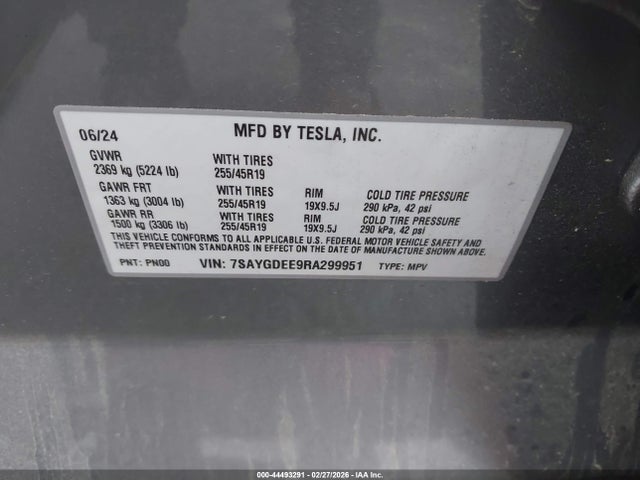 06/24 MFD BY TESLA, INC.
GVWR WITH TIRES
2369 kg (5224 lb) 255/45R19
GAWR FRT WITH TIRES RIM COLD TIRE PRESSURE
1363 kg (3004 lb) 255/45R19 19X9.5J 290 kPa, 42 psi
GAWR RR WITH TIRES RIM COLD TIRE PRESSURE
1500 kg (3306 lb) 255/45R19 19X9.5J 290 kPa, 42 psi
THIS VEHICLE CONFORMS TO ALL APPLICABLE U.S. FEDERAL MOTOR VEHICLE SAFETY AND
THEFT PREVENTION STANDARDS IN EFFECT ON THE DATE OF MANUFACTURE SHOWN ABOVE.
PNT: PN00 VIN: 7SAYGDEE9RA299951 TYPE: MPV
000-44493291 - 02/27/2026 - IAA Inc.